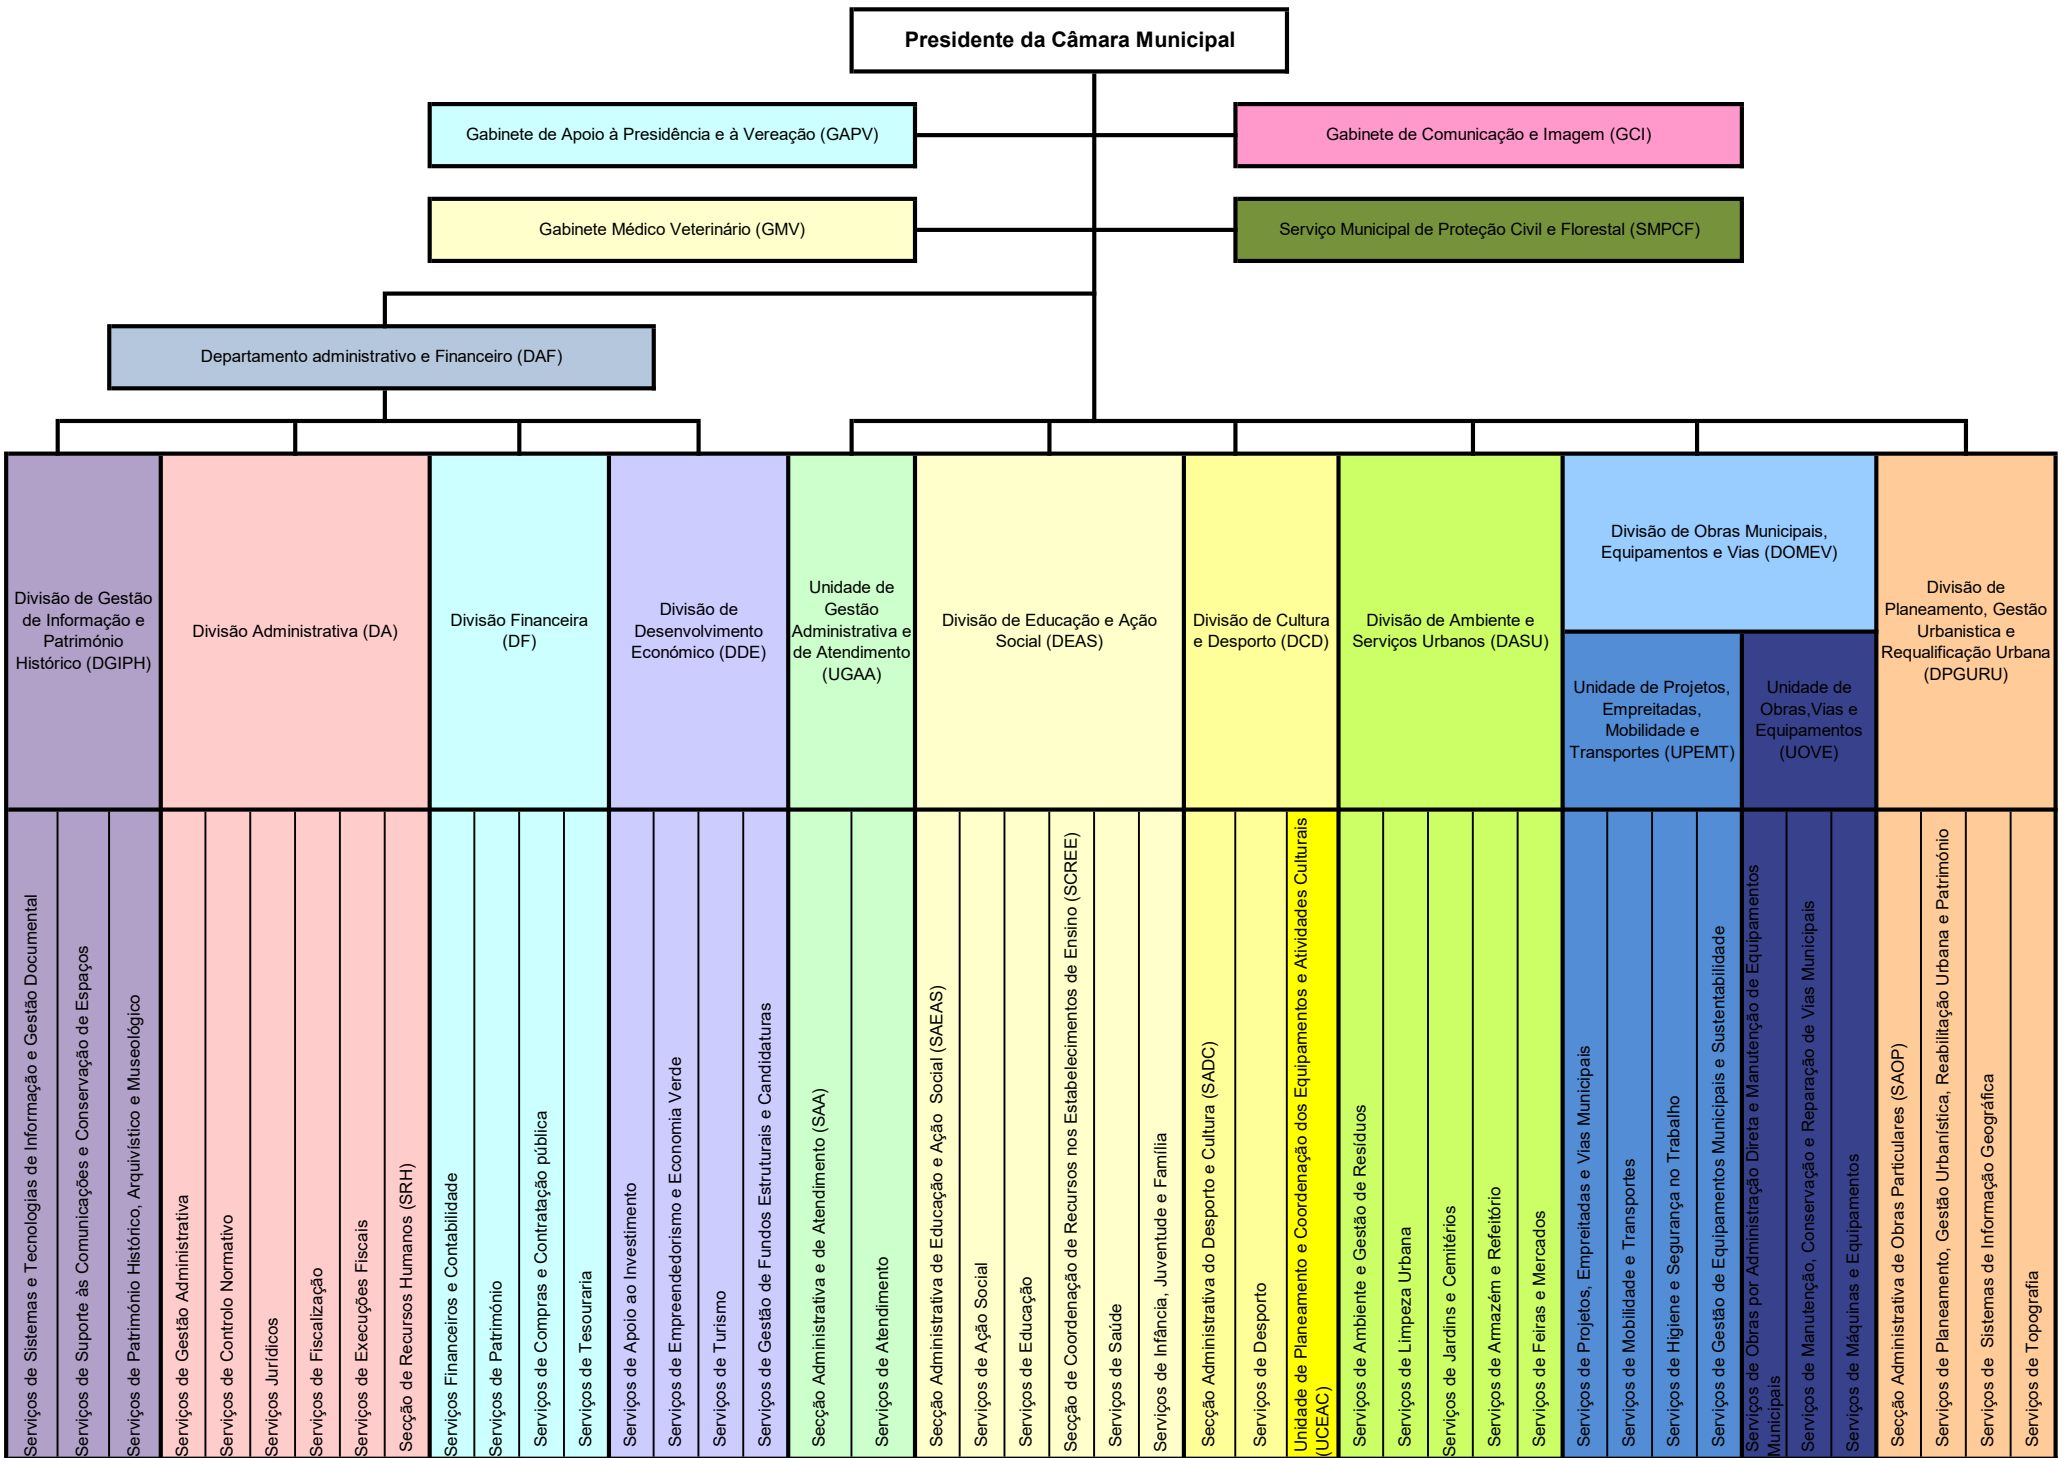 Presidente da Câmara Municipal
Gabinete de Apoio à Presidência e à Vereação (GAPV)
Gabinete de Comunicação e Imagem (GCI)
Gabinete Médico Veterinário (GMV)
Serviço Municipal de Proteção Civil e Florestal (SMPCF)
Departamento administrativo e Financeiro (DAF)
Divisão de Gestão
de Informação e
Património
Histórico (DGIPH)
Divisão Administrativa (DA)
Divisão Financeira
(DF)
Divisão de
Desenvolvimento
Económico (DDE)
Unidade de
Gestão
Administrativa e
de Atendimento
(UGAA)
Divisão de Educação e Ação
Social (DEAS)
Divisão de Cultura
e Desporto (DCD)
Divisão de Ambiente e
Serviços Urbanos (DASU)
Divisão de Obras Municipais,
Equipamentos e Vias (DOMEV)
Unidade de Projetos,
Empreitadas,
Mobilidade e
Transportes (UPEMT)
Unidade de
Obras,Vias e
Equipamentos
(UOVE)
Divisão de
Planeamento, Gestão
Urbanistica e
Requalificação Urbana
(DPGURU)
Serviços de Sistemas e Tecnologias de Informação e Gestão Documental
Serviços de Suporte às Comunicações e Conservação de Espaços
Serviços de Património Histórico, Arquivístico e Museológico
Serviços de Gestão Administrativa
Serviços de Controlo Normativo
Serviços Jurídicos
Serviços de Fiscalização
Serviços de Execuções Fiscais
Secção de Recursos Humanos (SRH)
Serviços Financeiros e Contabilidade
Serviços de Património
Serviços de Compras e Contratação pública
Serviços de Tesouraria
Serviços de Apoio ao Investimento
Serviços de Empreendedorismo e Economia Verde
Serviços de Turismo
Serviços de Gestão de Fundos Estruturais e Candidaturas
Secção Administrativa e de Atendimento (SAA)
Serviços de Atendimento
Secção Administrativa de Educação e Ação Social (SAEAS)
Serviços de Ação Social
Serviços de Educação
Secção de Coordenação de Recursos nos Estabelecimentos de Ensino (SCREE)
Serviços de Saúde
Serviços de Infância, Juventude e Família
Secção Administrativa do Desporto e Cultura (SADC)
Serviços de Desporto
Unidade de Planeamento e Coordenação dos Equipamentos e Atividades Culturais
(UCEAC)
Serviços de Ambiente e Gestão de Resíduos
Serviços de Limpeza Urbana
Serviços de Jardins e Cemitérios
Serviços de Armazém e Refeitório
Serviços de Feiras e Mercados
Serviços de Projetos, Empreitadas e Vias Municipais
Serviços de Mobilidade e Transportes
Serviços de Higiene e Segurança no Trabalho
Serviços de Gestão de Equipamentos Municipais e Sustentabilidade
Serviços de Obras por Administração Direta e Manutenção de Equipamentos
Municipais
Serviços de Manutenção, Conservação e Reparação de Vias Municipais
Serviços de Máquinas e Equipamentos
Secção Administrativa de Obras Particulares (SAOP)
Serviços de Planeamento, Gestão Urbanística, Reabilitação Urbana e Património
Serviços de Sistemas de Informação Geográfica
Serviços de Topografia